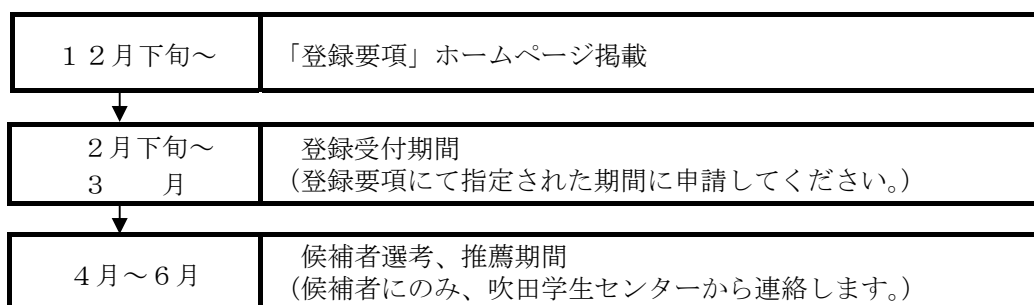 12月下旬～ 「登録要項」ホームページ掲載
2月下旬～ 登録受付期間
3 月 (登録要項にて指定された期間に申請してください。)
4月～6月 候補者選考、推薦期間
(候補者にのみ、吹田学生センターから連絡します。)